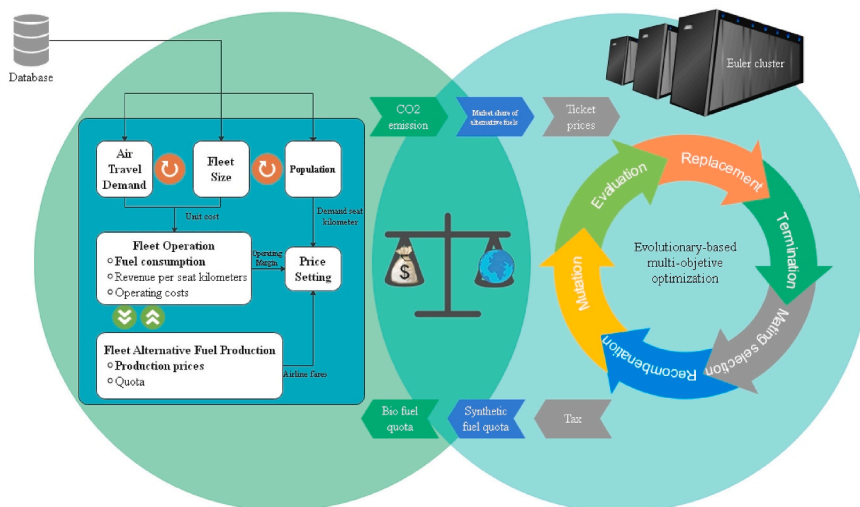 Database
Euler cluster
CO2
emission
Market share of
alternative fuels
Ticket
prices
Air
Travel
Demand
Fleet
Size
Population
Unit cost
Demand seat
kilometer
Fleet Operation
Fuel consumption
Revenue per seat kilometers
Operating costs
Operating
Margin
Price
Setting
Fleet Alternative Fuel Production
Production prices
Quota
Airline fares
$
Evaluation
Replacement
Termination
Mating selection
Recombenation
Mutation
Evolutionary-based
multi-objetive
optimization
Bio fuel
quota
Synthetic
fuel quota
Tax